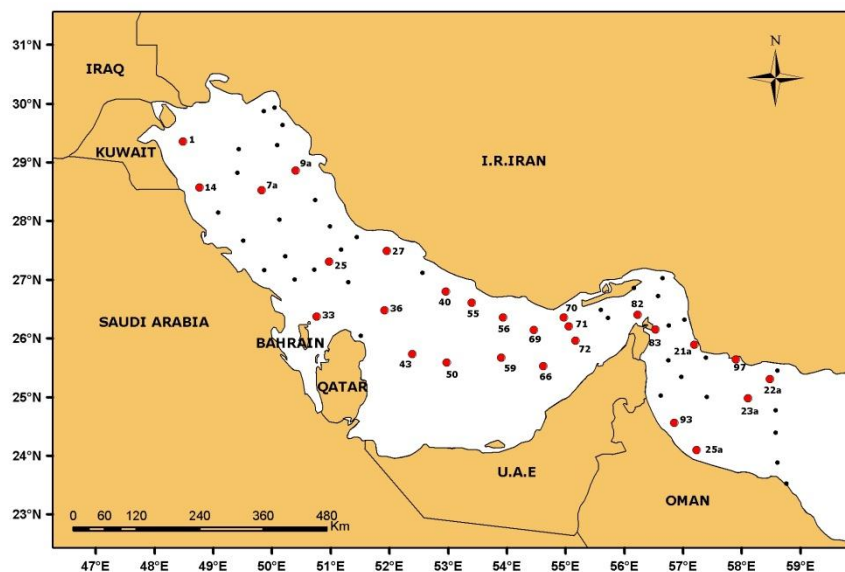 N
31°N
IRAQ
30°N
1
9a
29°N
KUWAIT
I.R.IRAN
14
7a
28°N
27
25
27°N
40
55
70
82
36
33
56
26°N
SAUDI ARABIA
71
69
BAHRAIN
83
21a
72
43
97
50
59
66
22a
QATAR
23a
25°N
93
25a
24°N
U.A.E
OMAN
23°N
0 60 120 240 360 480
Km
47°E 48°E 49°E 50°E 51°E 52°E 53°E 54°E 55°E 56°E 57°E 58°E 59°E